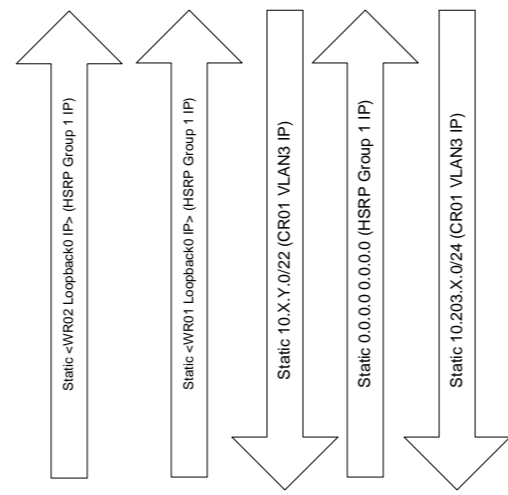 Static <WR02 Loopback0 IP> (HSRP Group 1 IP)
Static <WR01 Loopback0 IP> (HSRP Group 1 IP)
Static 10.X.Y.0/22 (CR01 VLAN3 IP)
Static 0.0.0.0 0.0.0.0 (HSRP Group 1 IP)
Static 10.203.X.0/24 (CR01 VLAN3 IP)